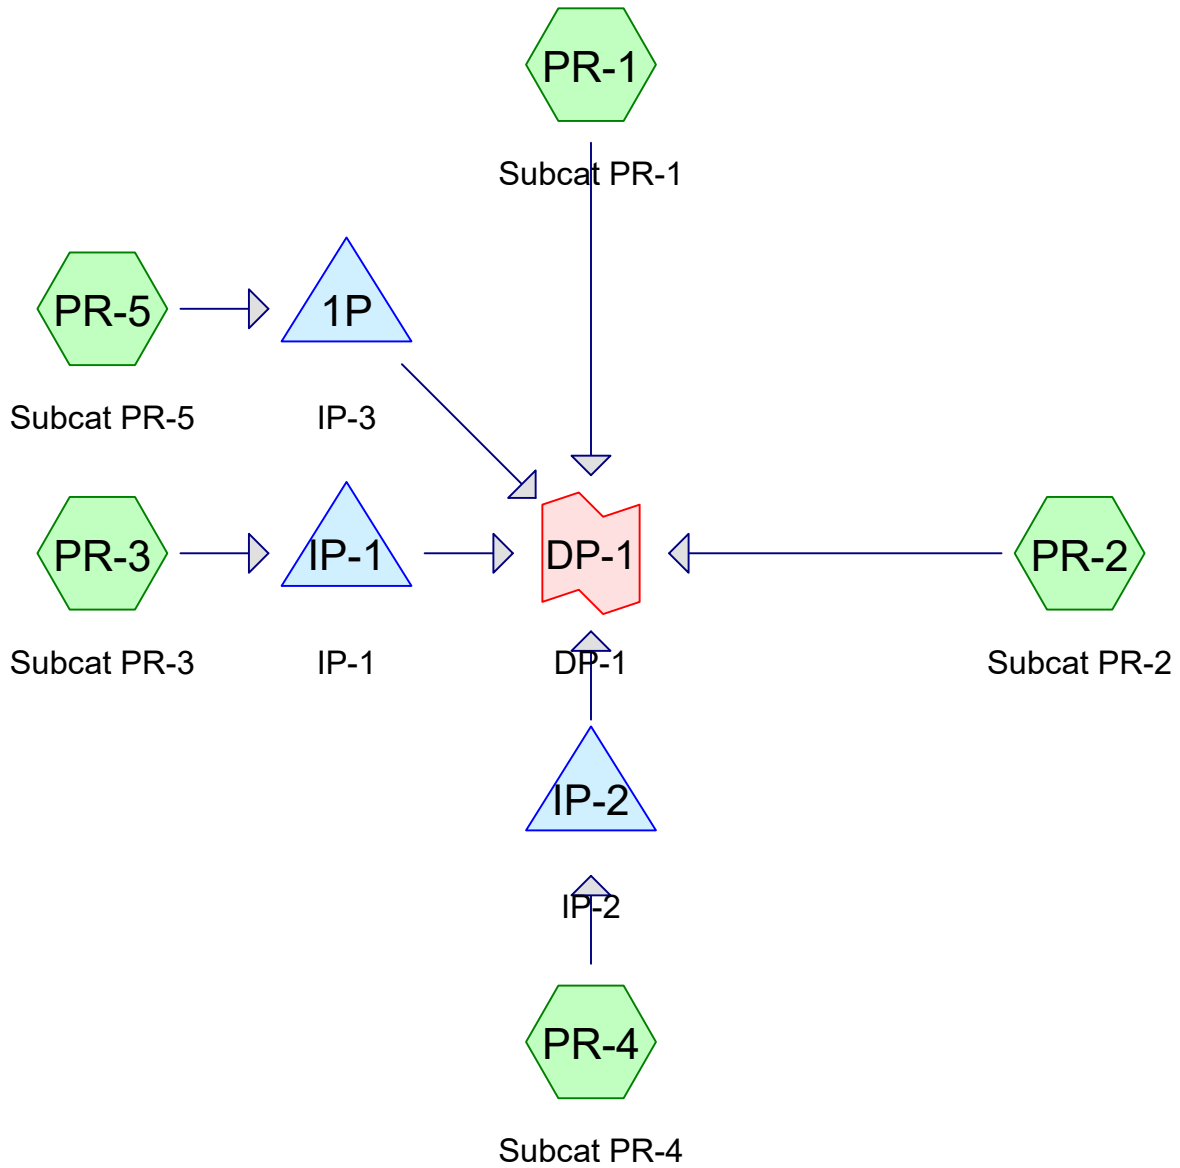 PR-1
Subcat PR-1
PR-5
1P
Subcat PR-5
IP-3
PR-3
IP-1
DP-1
PR-2
Subcat PR-3
IP-1
DP-1
Subcat PR-2
IP-2
IP-2
PR-4
Subcat PR-4